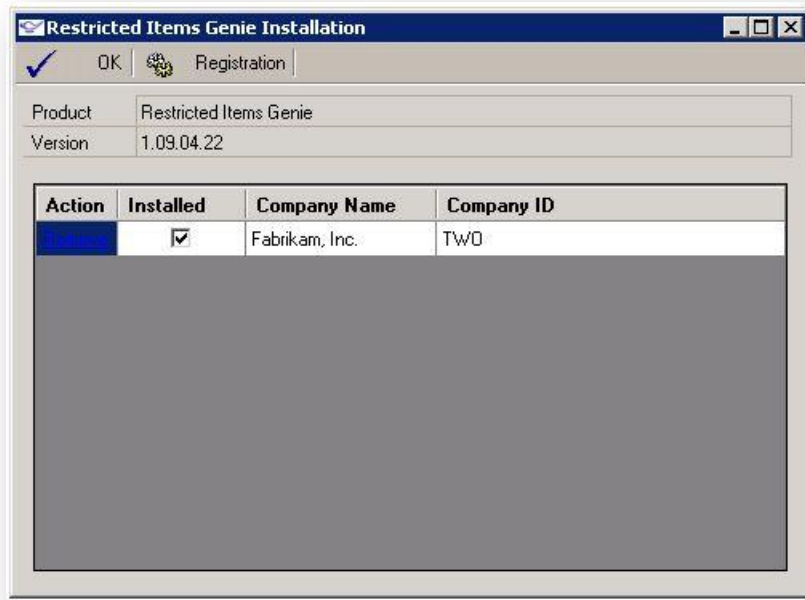 Restricted Items Genie Installation
OK Registration
Product Restricted Items Genie
Version 1.09.04.22
Action Installed Company Name Company ID
Remove Fabrikam, Inc. TWO